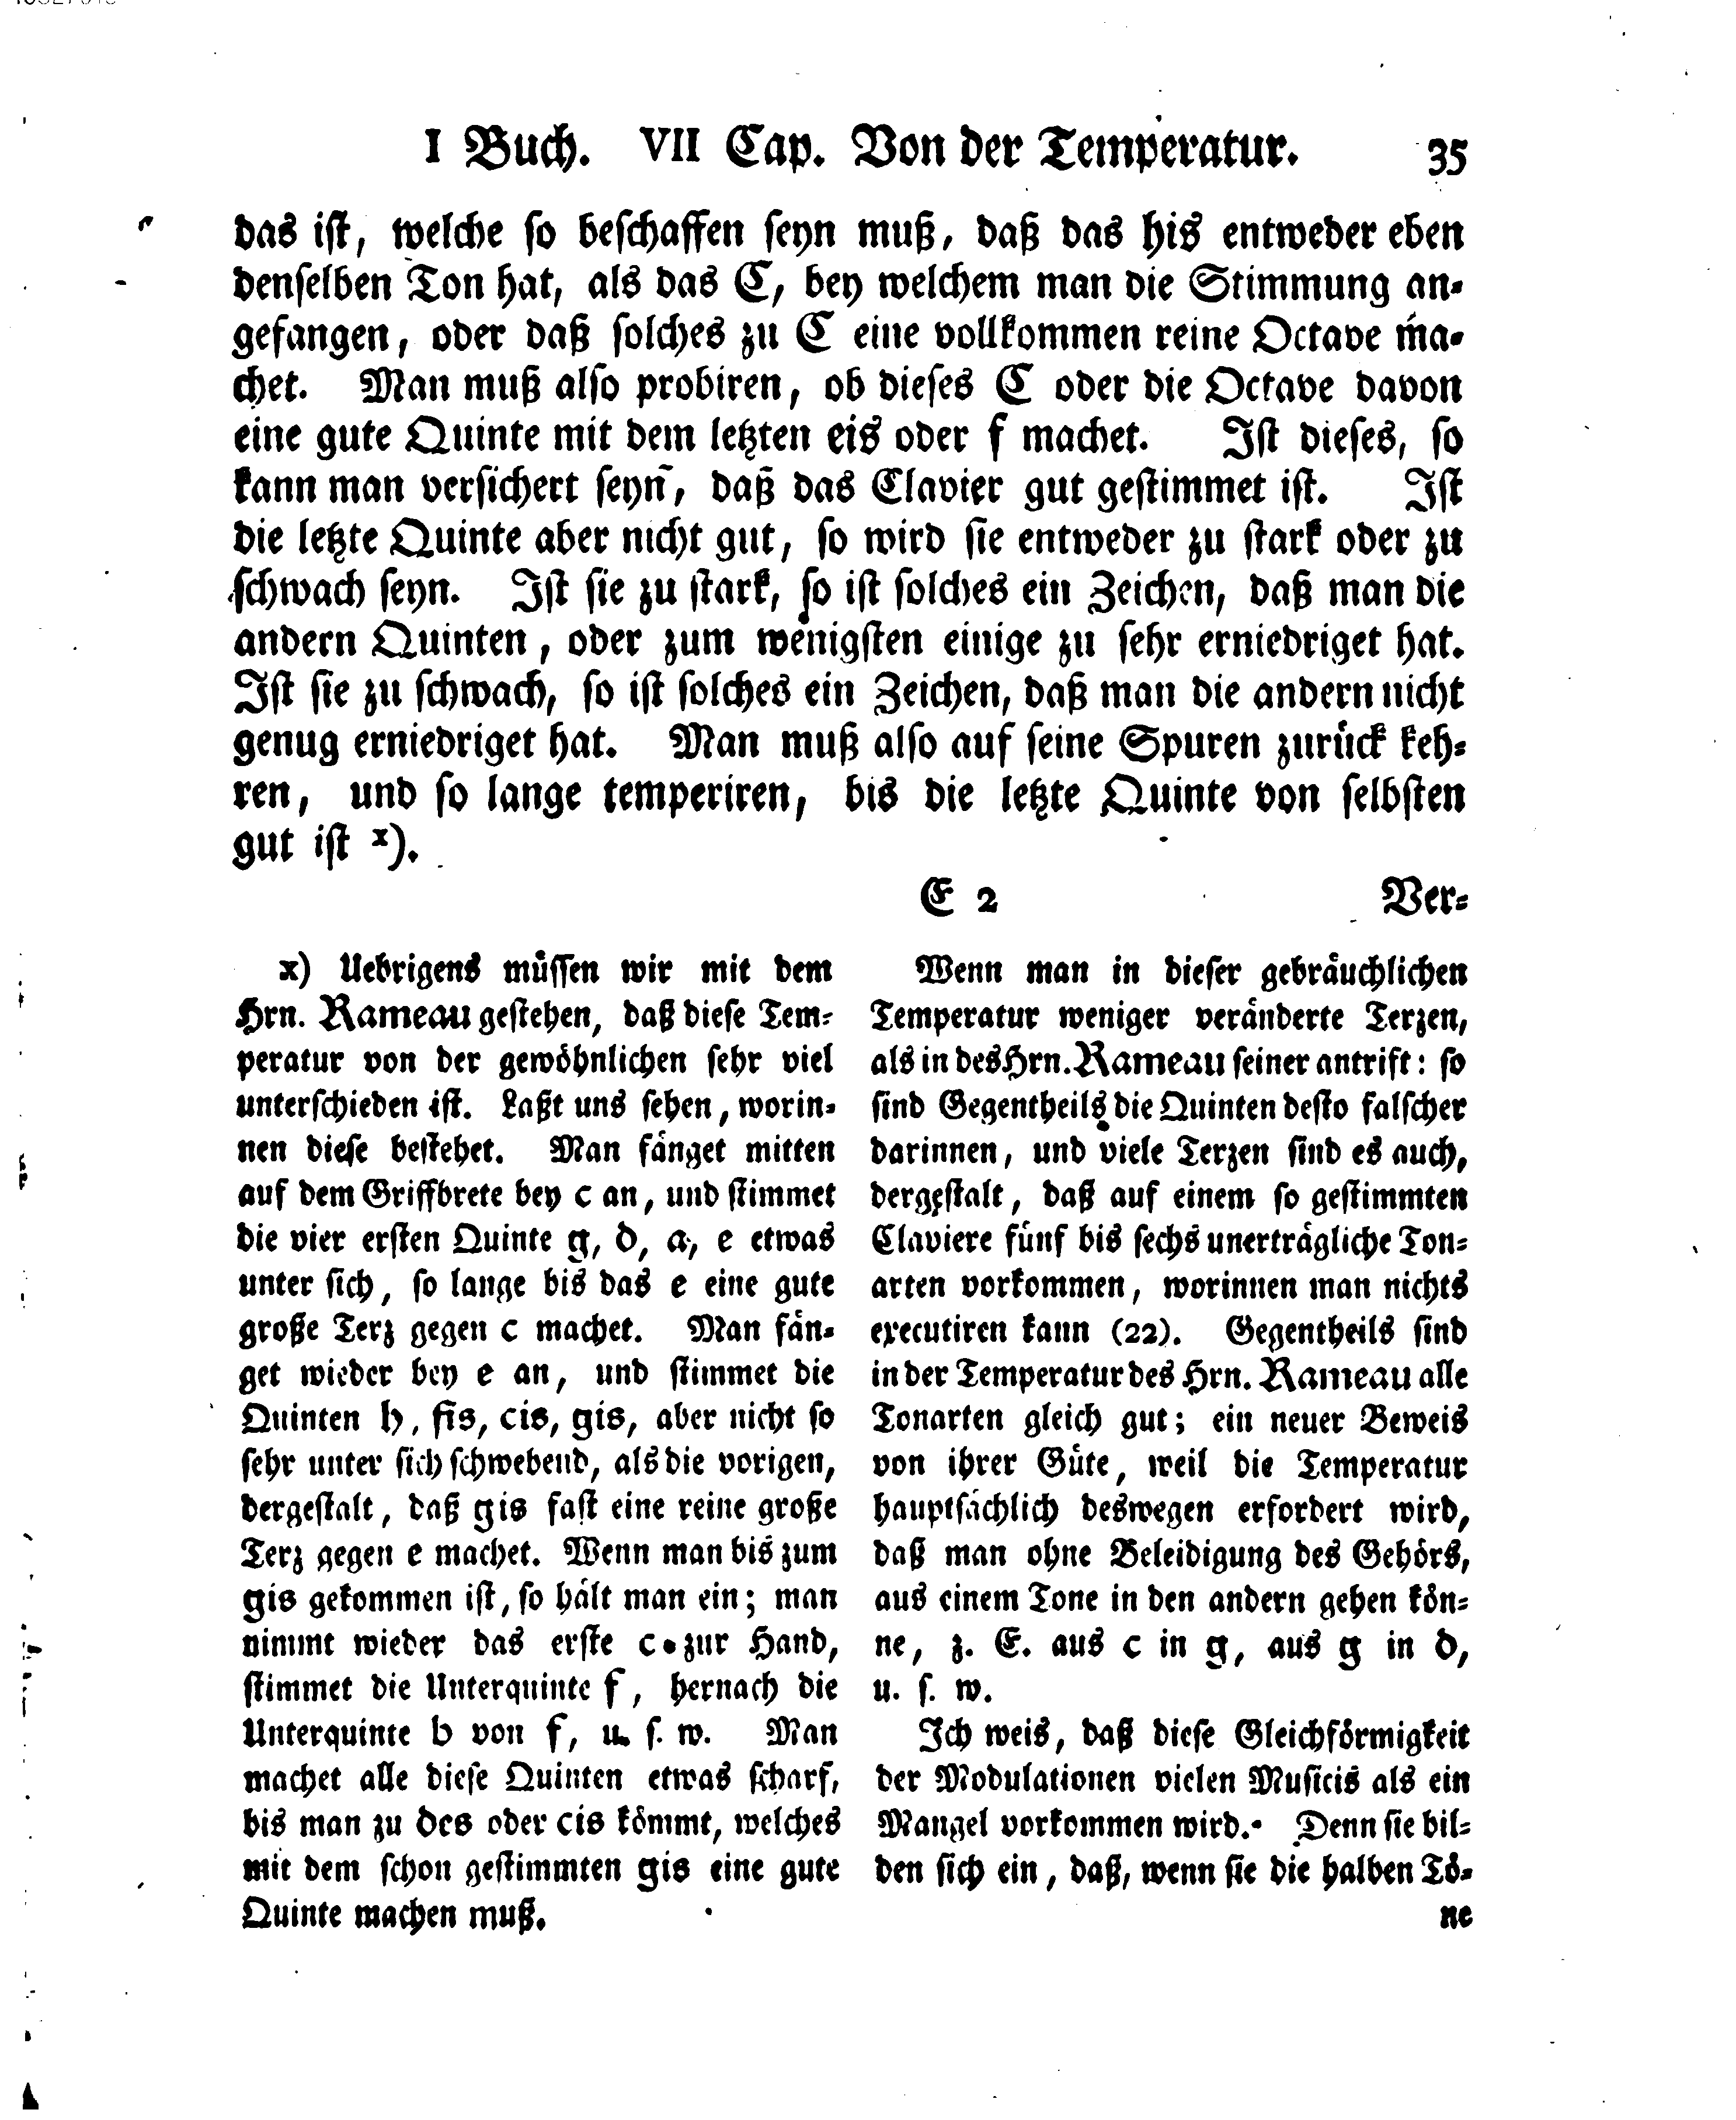 I Buch. VII Cap. Von der Temperatur. 35
das ist, welche so beschaffen seyn muß, daß das his entweder eben
denselben Ton hat, als das C, bey welchem man die Stimmung an-
gefangen, oder daß solches zu C eine vollkommen reine Octave ma-
chet. Man muß also probiren, ob dieses C oder die Octave davon
eine gute Quinte mit dem letzten eis oder f machet. Ist dieses, so
kann man versichert seyn, daß das Clavier gut gestimmet ist. Ist
die letzte Quinte aber nicht gut, so wird sie entweder zu stark oder zu
schwach seyn. Ist sie zu stark, so ist solches ein Zeichen, daß man die
andern Quinten, oder zum wenigsten einige zu sehr erniedriget hat.
Ist sie zu schwach, so ist solches ein Zeichen, daß man die andern nicht
genug erniedriget hat. Man muß also auf seine Spuren zurück keh-
ren, und so lange temperiren, bis die letzte Quinte von selbsten
gut ist x).
E 2 Ver-
x) Uebrigens müssen wir mit dem
Hrn. Rameau gestehen, daß diese Tem-
peratur von der gewöhnlichen sehr viel
unterschieden ist. Laßt uns sehen, worin-
nen diese bestehet. Man fänget mitten
auf dem Griffbrete bey c an, und stimmet
die vier ersten Quinte g, d, a, e etwas
unter sich, so lange bis das e eine gute
große Terz gegen c machet. Man fän-
get wieder bey e an, und stimmet die
Quinten h, fis, cis, gis, aber nicht so
sehr unter sich schwebend, als die vorigen,
dergestalt, daß gis fast eine reine große
Terz gegen e machet. Wenn man bis zum
gis gekommen ist, so hält man ein; man
nimmt wieder das erste c zur Hand,
stimmet die Unterquinte f, hernach die
Unterquinte b von f, u. s. w. Man
machet alle diese Quinten etwas scharf,
bis man zu des oder cis kömmt, welches
mit dem schon gestimmten gis eine gute
Quinte machen muß.
Wenn man in dieser gebräuchlichen
Temperatur weniger veränderte Terzen,
als in des Hrn. Rameau seiner antrift: so
sind Gegentheils die Quinten desto falscher
darinnen, und viele Terzen sind es auch,
dergestalt, daß auf einem so gestimmten
Claviere fünf bis sechs unerträgliche Ton-
arten vorkommen, worinnen man nichts
executiren kann (22). Gegentheils sind
in der Temperatur des Hrn. Rameau alle
Tonarten gleich gut; ein neuer Beweis
von ihrer Güte, weil die Temperatur
hauptsächlich deswegen erfordert wird,
daß man ohne Beleidigung des Gehörs,
aus einem Tone in den andern gehen kön-
ne, z. E. aus c in g, aus g in d,
u. s. w.
Ich weis, daß diese Gleichförmigkeit
der Modulationen vielen Musicis als ein
Mangel vorkommen wird. Denn sie bil-
den sich ein, daß, wenn sie die halben Tö-
ne